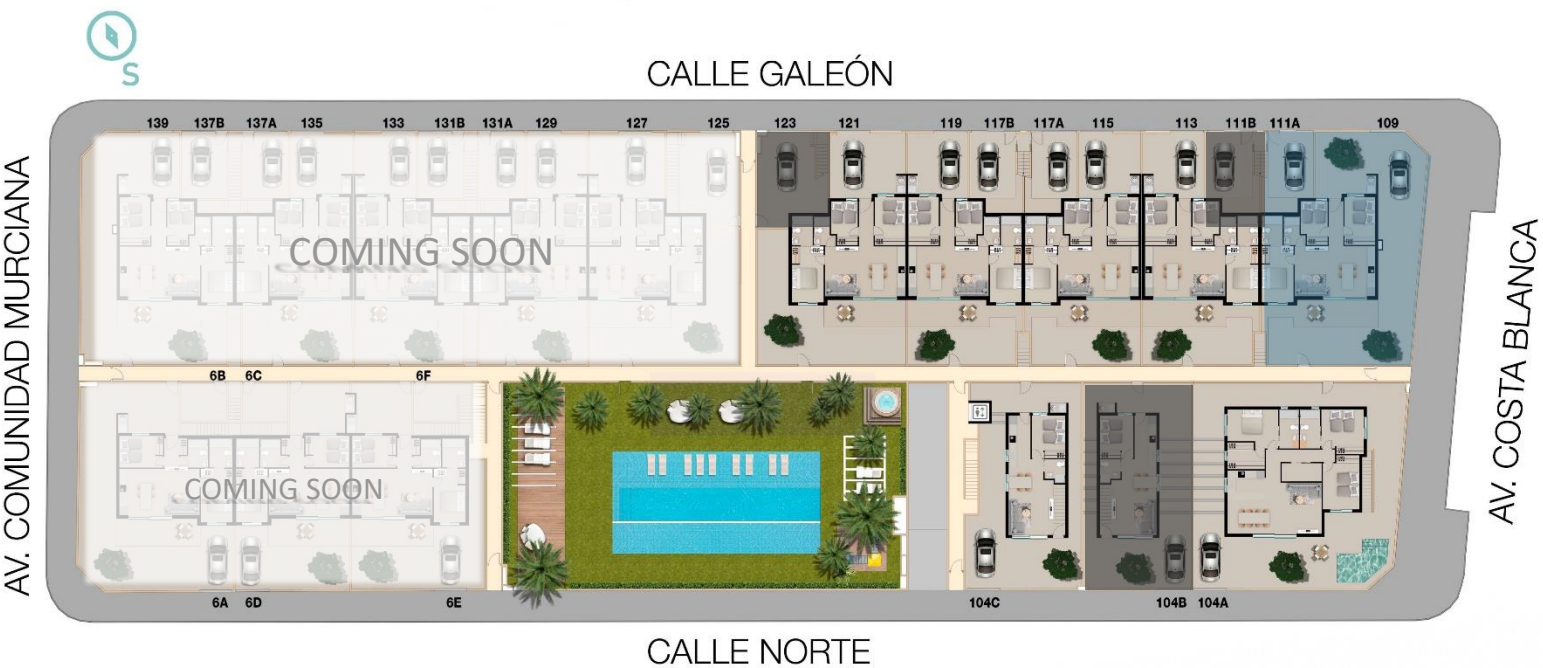 S
CALLE GALEÓN
139 137B 137A 135 133 131B 131A 129 127 125 123 121 119 117B 117A 115 113 111B 111A 109
AV. COMUNIDAD MURCIANA
COMING SOON
AV. COSTA BLANCA
6B 6C 6F
COMING SOON
6A 6D 6E 104C 104B 104A
CALLE NORTE